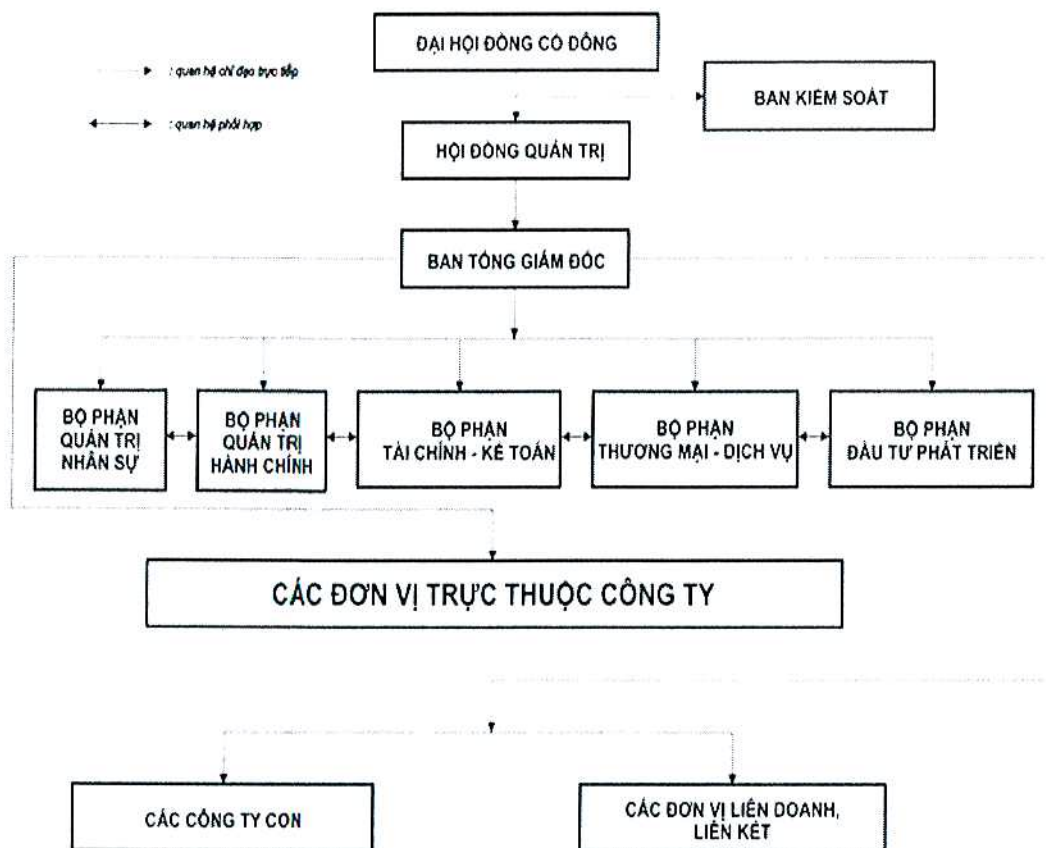 ĐẠI HỘI ĐỒNG CỔ ĐÔNG
: quan hệ chỉ đạo trực tiếp
BAN KIỂM SOÁT
: quan hệ phối hợp
HỘI ĐỒNG QUẢN TRỊ
BAN TỔNG GIÁM ĐỐC
BỘ PHẬN
QUẢN TRỊ
NHÂN SỰ
BỘ PHẬN
QUẢN TRỊ
HÀNH CHÍNH
BỘ PHẬN
TÀI CHÍNH - KẾ TOÁN
BỘ PHẬN
THƯƠNG MẠI - DỊCH VỤ
BỘ PHẬN
ĐẦU TƯ PHÁT TRIỂN
CÁC ĐƠN VỊ TRỰC THUỘC CÔNG TY
CÁC CÔNG TY CON
CÁC ĐƠN VỊ LIÊN DOANH,
LIÊN KẾT